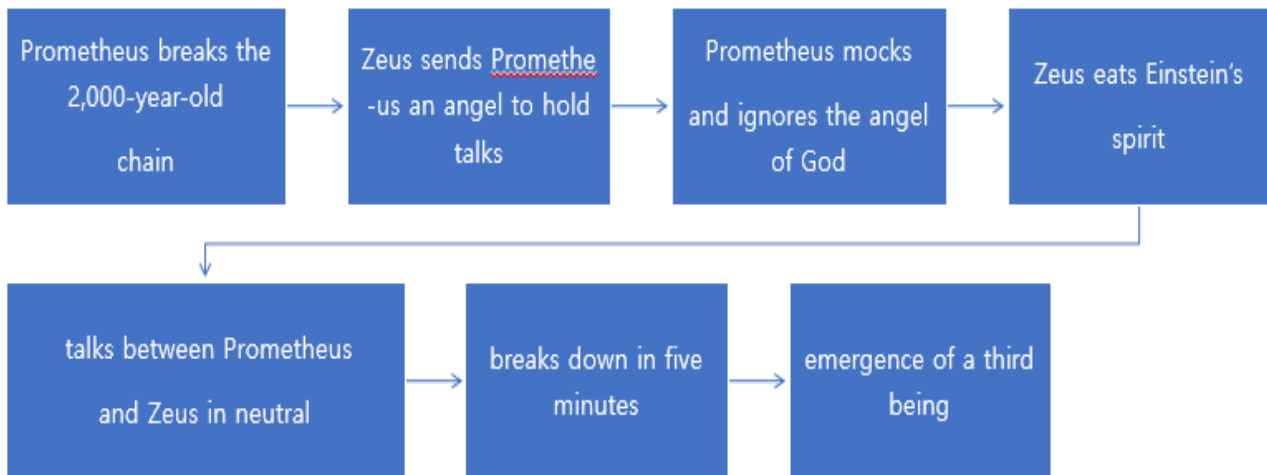 Prometheus breaks the
2,000-year-old
chain
Zeus sends Promethe
-us an angel to hold
talks
Prometheus mocks
and ignores the angel
of God
Zeus eats Einstein's
spirit
talks between Prometheus
and Zeus in neutral
breaks down in five
minutes
emergence of a third
being